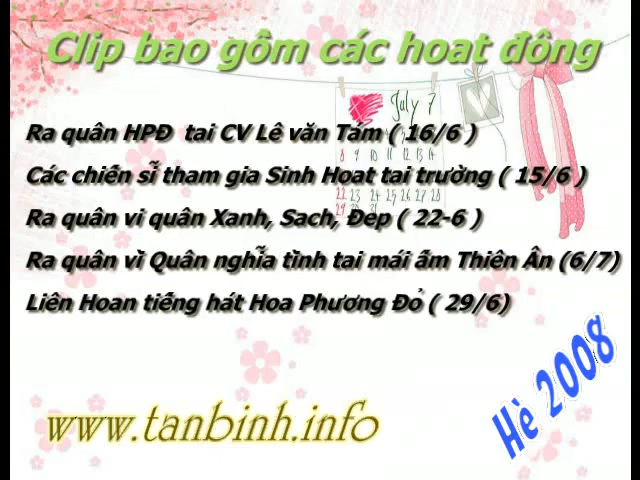 Clip bao gôm các hoat đông
July 7
Ra quân HPĐ tai CV Lê văn Tám ( 16/6 )
Các chiến sĩ tham gia Sinh Hoat tai trường ( 15/6 )
Ra quân vi quân Xanh, Sach, Đep ( 22-6 )
Ra quân vĩ Quân nghĩa tình tai mái ấm Thiên Ân (6/7)
Liên Hoan tiếng hát Hoa Phương Đỏ ( 29/6)
Hè 2008
www.tanbinh.info